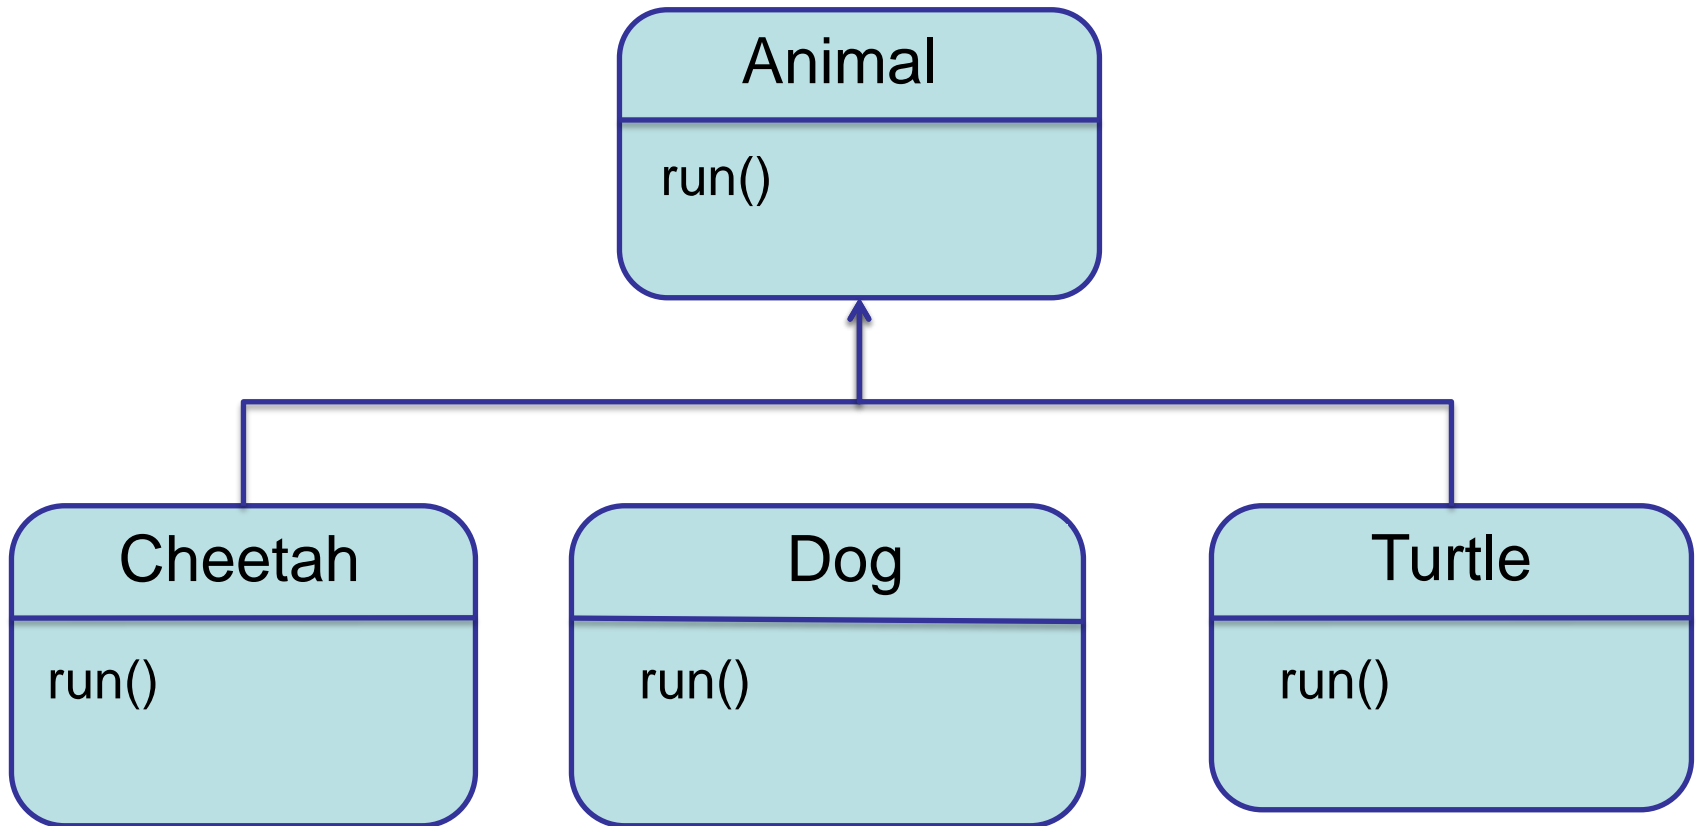 Animal
run()
Cheetah
run()
Dog
run()
Turtle
run()